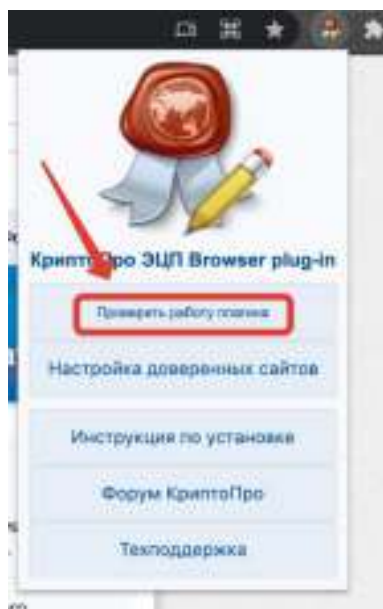 КриптоПро ЭЦП Browser plug-in
Проверить работу плагина
Настройка доверенных сайтов
Инструкция по установке
Форум КриптоПро
Техподдержка